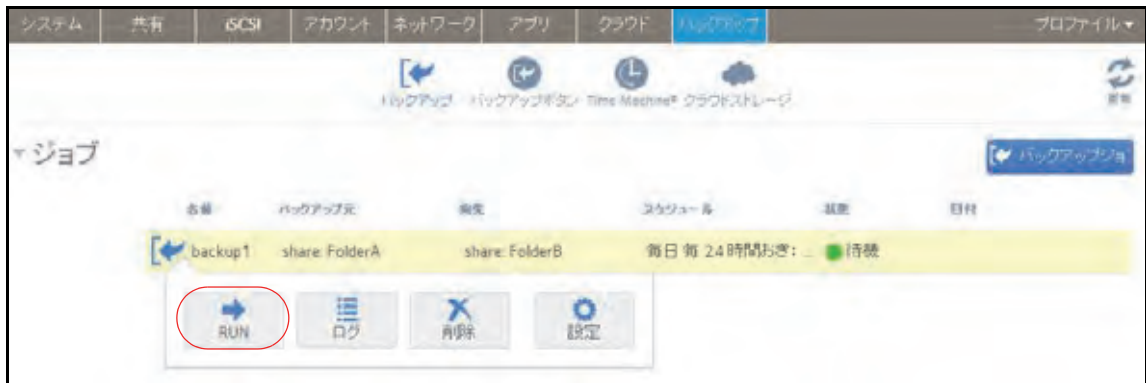 システム 共有 iSCSI アカウント ネットワーク アプリ クラウド バックアップ プロファイル
バックアップ バックアップボタン Time Machine® クラウドストレージ 更新
ジョブ
バックアップジョ
名前 バックアップ元 宛先 スケジュール 状態 日付
backup1 share: FolderA share: FolderB 毎日 毎 24 時間おき: ... 待機
RUN ログ 削除 設定